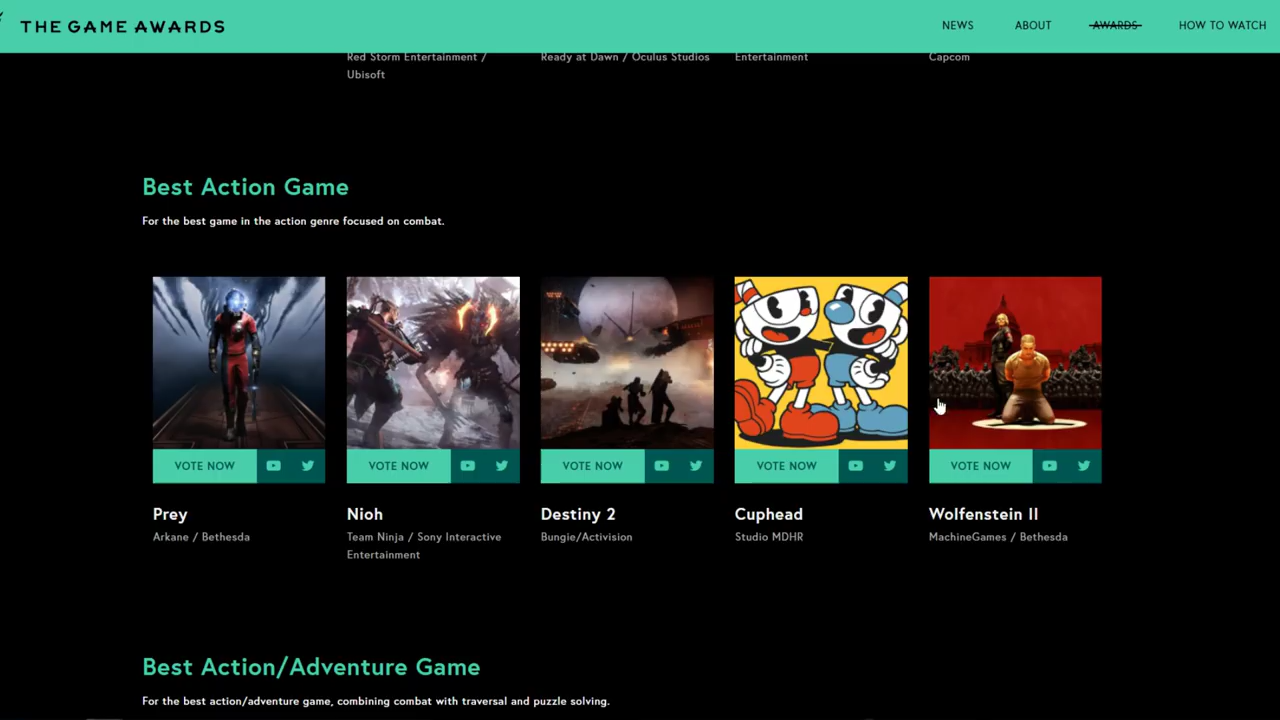 THE GAME AWARDS
NEWS
ABOUT
AWARDS
HOW TO WATCH
Red Storm Entertainment /
Ubisoft
Ready at Dawn / Oculus Studios
Entertainment
Capcom
Best Action Game
For the best game in the action genre focused on combat.
VOTE NOW
VOTE NOW
VOTE NOW
VOTE NOW
VOTE NOW
Prey
Arkane / Bethesda
Nioh
Team Ninja / Sony Interactive
Entertainment
Destiny 2
Bungie/Activision
Cuphead
Studio MDHR
Wolfenstein II
MachineGames / Bethesda
Best Action/Adventure Game
For the best action/adventure game, combining combat with traversal and puzzle solving.